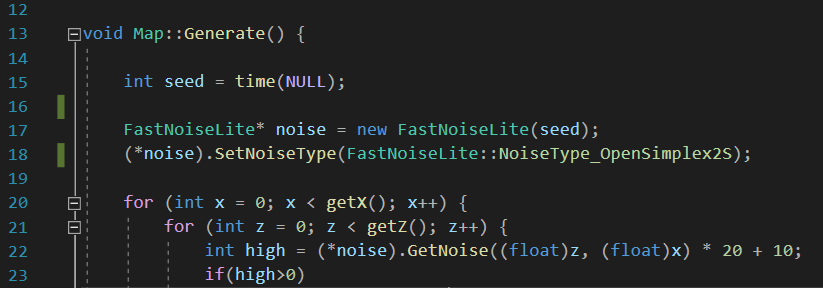 12
13 void Map::Generate() {
14
15 int seed = time(NULL);
16
17 FastNoiseLite* noise = new FastNoiseLite(seed);
18 (*noise).SetNoiseType(FastNoiseLite::NoiseType_OpenSimplex2S);
19
20 for (int x = 0; x < getX(); x++) {
21 for (int z = 0; z < getZ(); z++) {
22 int high = (*noise).GetNoise((float)z, (float)x) * 20 + 10;
23 if(high>0)